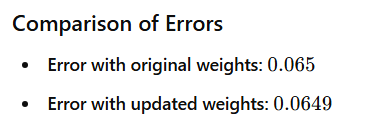 Comparison of Errors
• Error with original weights: 0.065
• Error with updated weights: 0.0649